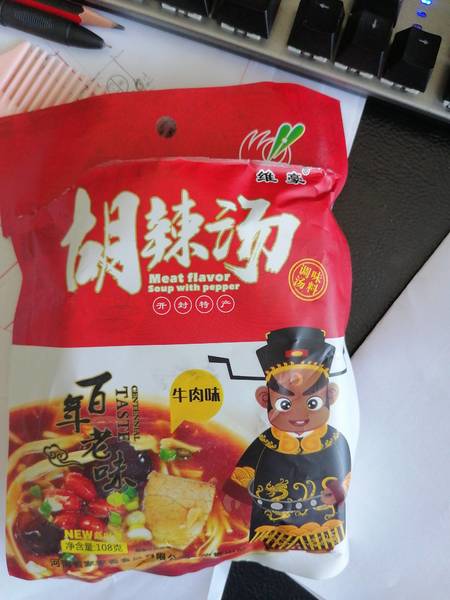 维豪®
胡辣汤
Meat flavor
Soup with pepper
开封特产
调味
汤料
牛肉味
百年老味
CENTENNIAL
TASTE
NEW
净含量:108克